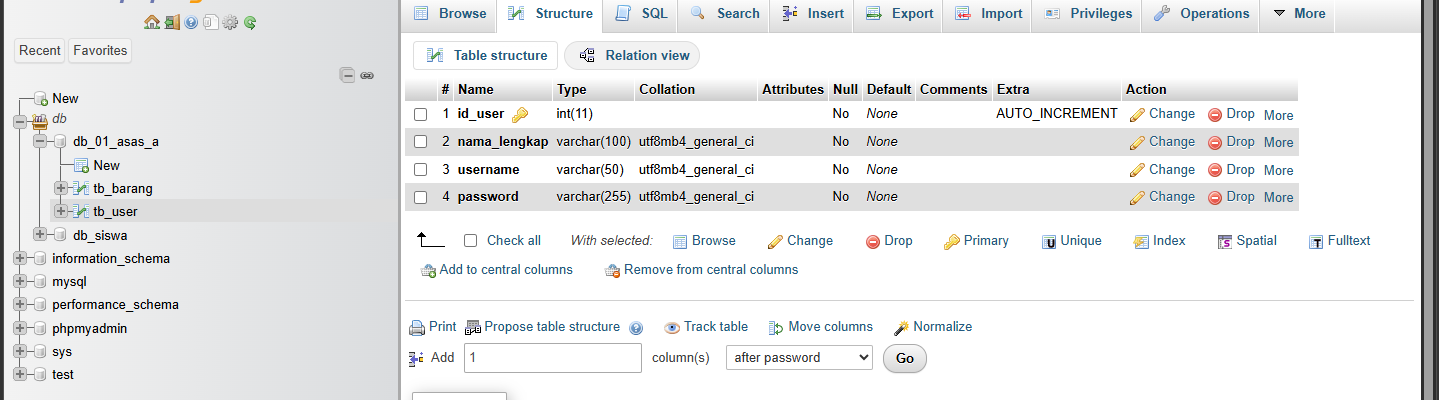 Browse Structure SQL Search Insert Export Import Privileges Operations More
Recent Favorites
Table structure Relation view
New
db
db_01_asas_a
New
tb_barang
tb_user
db_siswa
information_schema
mysql
performance_schema
phpmyadmin
sys
test
# Name Type Collation Attributes Null Default Comments Extra Action
1 id_user int(11) No None AUTO_INCREMENT Change Drop More
2 nama_lengkap varchar(100) utf8mb4_general_ci No None Change Drop More
3 username varchar(50) utf8mb4_general_ci No None Change Drop More
4 password varchar(255) utf8mb4_general_ci No None Change Drop More
Check all With selected: Browse Change Drop Primary Unique Index Spatial Fulltext
Add to central columns Remove from central columns
Print Propose table structure Track table Move columns Normalize
Add 1 column(s) after password Go